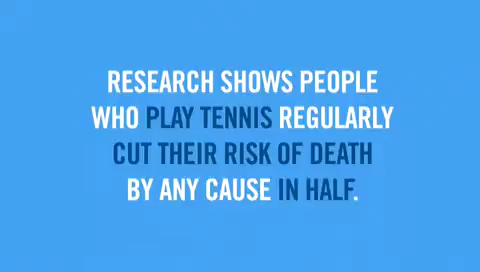 RESEARCH SHOWS PEOPLE
WHO PLAY TENNIS REGULARLY
CUT THEIR RISK OF DEATH
BY ANY CAUSE IN HALF.